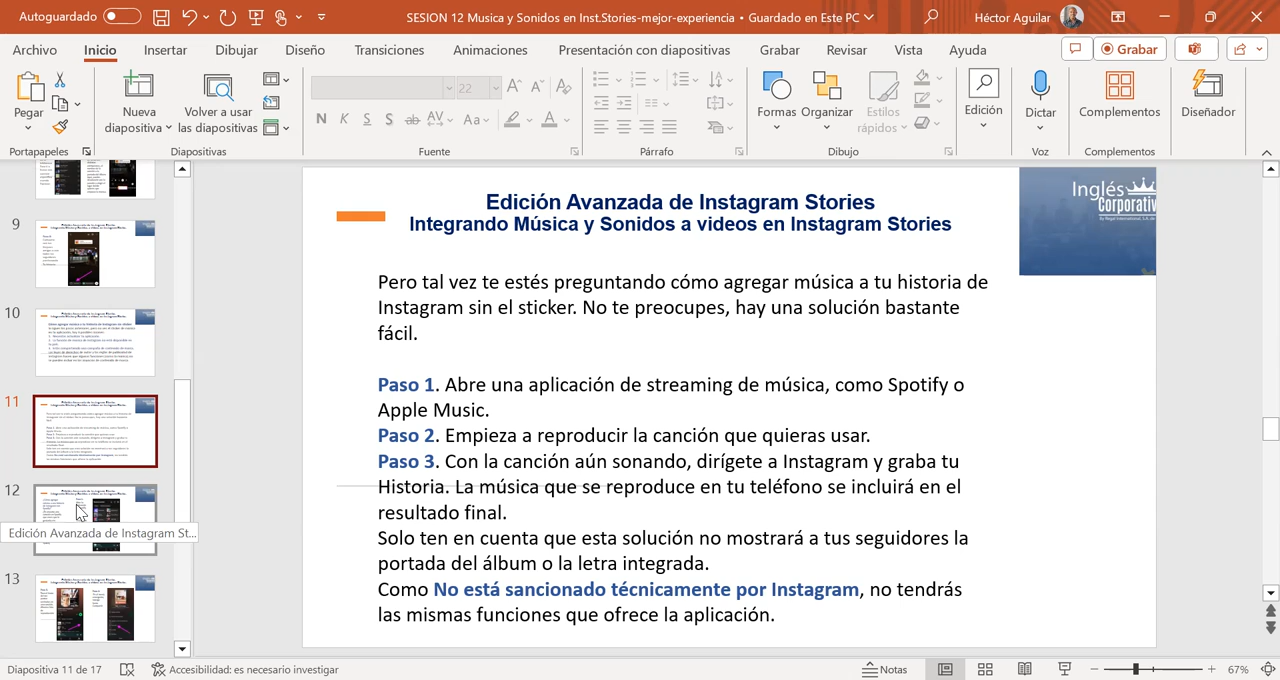 Autoguardado
SESION 12 Musica y Sonidos en Inst.Stories-mejor-experiencia • Guardado en Este PC
Héctor Aguilar
Archivo Inicio Insertar Dibujar Diseño Transiciones Animaciones Presentación con diapositivas Grabar Revisar Vista Ayuda
Grabar
Pegar
Nueva diapositiva
Volver a usar las diapositivas
22
N K S S ab AV Aa A
Formas Organizar Estilos rápidos
Edición
Dictar
Complementos
Diseñador
Portapapeles Diapositivas Fuente Párrafo Dibujo Voz Complementos
9
10
11
12
Edición Avanzada de Instagram St...
13
Edición Avanzada de Instagram Stories
Integrando Música y Sonidos a videos en Instagram Stories
Inglés
Corporativ
Pero tal vez te estés preguntando cómo agregar música a tu historia de
Instagram sin el sticker. No te preocupes, hay una solución bastante
fácil.
Paso 1. Abre una aplicación de streaming de música, como Spotify o
Apple Music.
Paso 2. Empieza a reproducir la canción que quieras usar.
Paso 3. Con la canción aún sonando, dirígete a Instagram y graba tu
Historia. La música que se reproduce en tu teléfono se incluirá en el
resultado final.
Solo ten en cuenta que esta solución no mostrará a tus seguidores la
portada del álbum o la letra integrada.
Como No está sancionado técnicamente por Instagram, no tendrás
las mismas funciones que ofrece la aplicación.
Diapositiva 11 de 17 Accesibilidad: es necesario investigar
Notas
67%